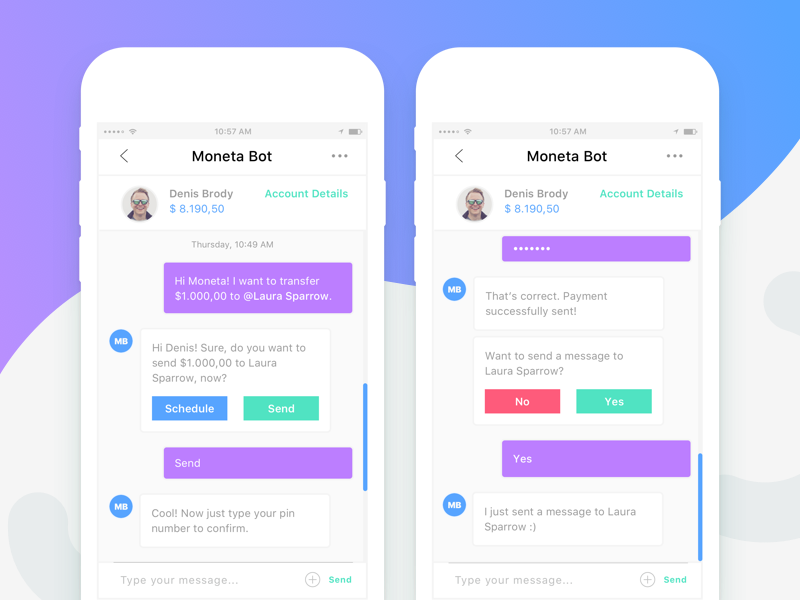 10:57 AM
Moneta Bot
Denis Brody
Account Details
$ 8.190,50
Thursday, 10:49 AM
Hi Moneta! I want to transfer
$1.000,00 to @Laura Sparrow.
MB
Hi Denis! Sure, do you want to
send $1.000,00 to Laura
Sparrow, now?
Schedule
Send
Send
MB
Cool! Now just type your pin
number to confirm.
Type your message...
Send
10:57 AM
Moneta Bot
Denis Brody
Account Details
$ 8.190,50
•••••••
MB
That's correct. Payment
successfully sent!
Want to send a message to
Laura Sparrow?
No
Yes
Yes
MB
I just sent a message to Laura
Sparrow :)
Type your message...
Send